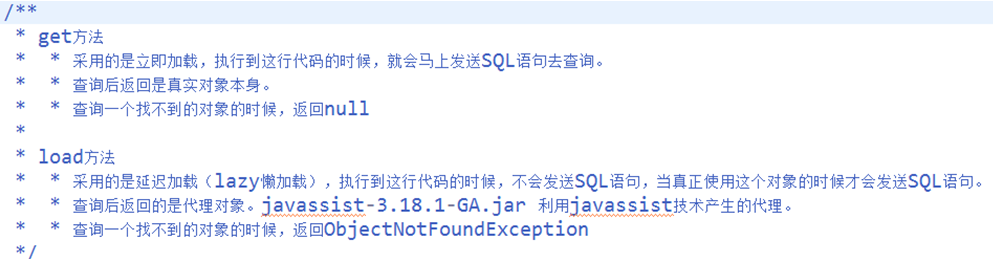 /**
 * get方法
 *  * 采用的是立即加载，执行到这行代码的时候，就会马上发送SQL语句去查询。
 *  * 查询后返回是真实对象本身。
 *  * 查询一个找不到的对象的时候，返回null
 *
 * load方法
 *  * 采用的是延迟加载（lazy懒加载），执行到这行代码的时候，不会发送SQL语句，当真正使用这个对象的时候才会发送SQL语句。
 *  * 查询后返回的是代理对象。javassist-3.18.1-GA.jar 利用javassist技术产生的代理。
 *  * 查询一个找不到的对象的时候，返回ObjectNotFoundException
 */